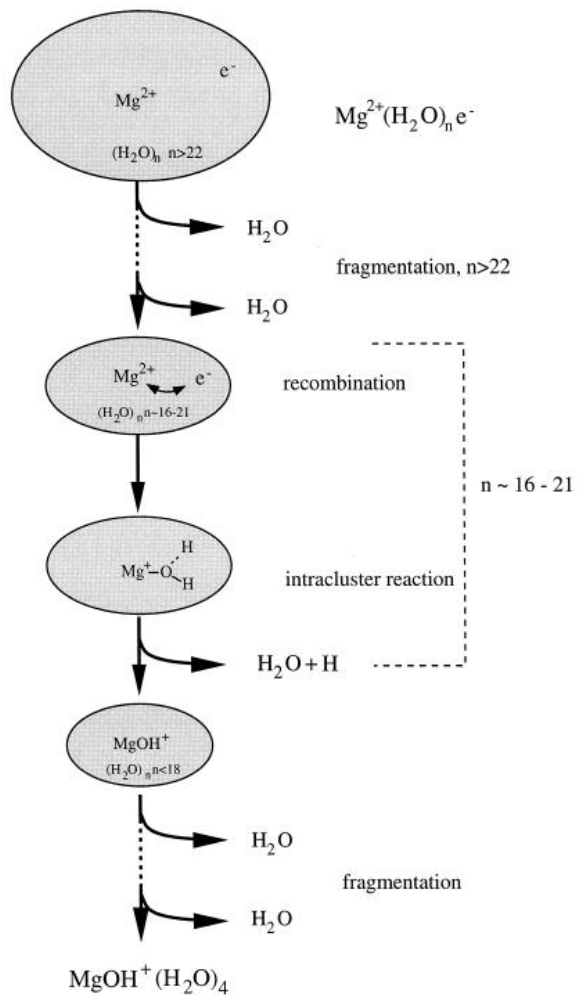 e⁻
Mg²⁺
Mg²⁺(H₂O)ₙe⁻
(H₂O)ₙ n>22
H₂O
fragmentation, n>22
H₂O
Mg²⁺ e⁻
recombination
(H₂O)ₙ n~16-21
n ~ 16 - 21
H
Mg⁺–O
H
intracluster reaction
H₂O + H
MgOH⁺
(H₂O)ₙ n<18
H₂O
fragmentation
H₂O
MgOH⁺(H₂O)₄